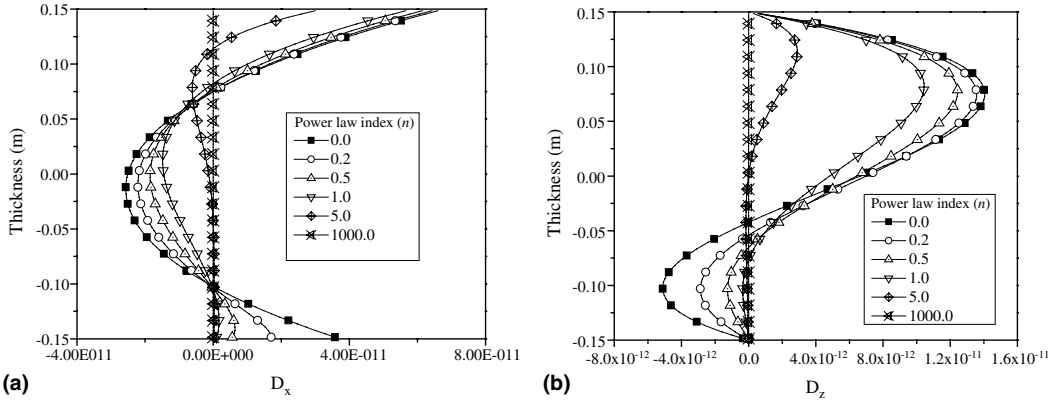 0.15
0.10
0.05
0.00
-0.05
-0.10
-0.15
Thickness (m)
Power law index (n)
0.0
0.2
0.5
1.0
5.0
1000.0
-4.00E011
0.00E+000
4.00E+011
8.00E+011
(a)
D_x
0.15
0.10
0.05
0.00
-0.05
-0.10
-0.15
Thickness (m)
Power law index (n)
0.0
0.2
0.5
1.0
5.0
1000.0
-8.0x10⁻¹²
-4.0x10⁻¹²
0.0
4.0x10⁻¹²
8.0x10⁻¹²
1.2x10⁻¹¹
1.6x10⁻¹¹
(b)
D_z